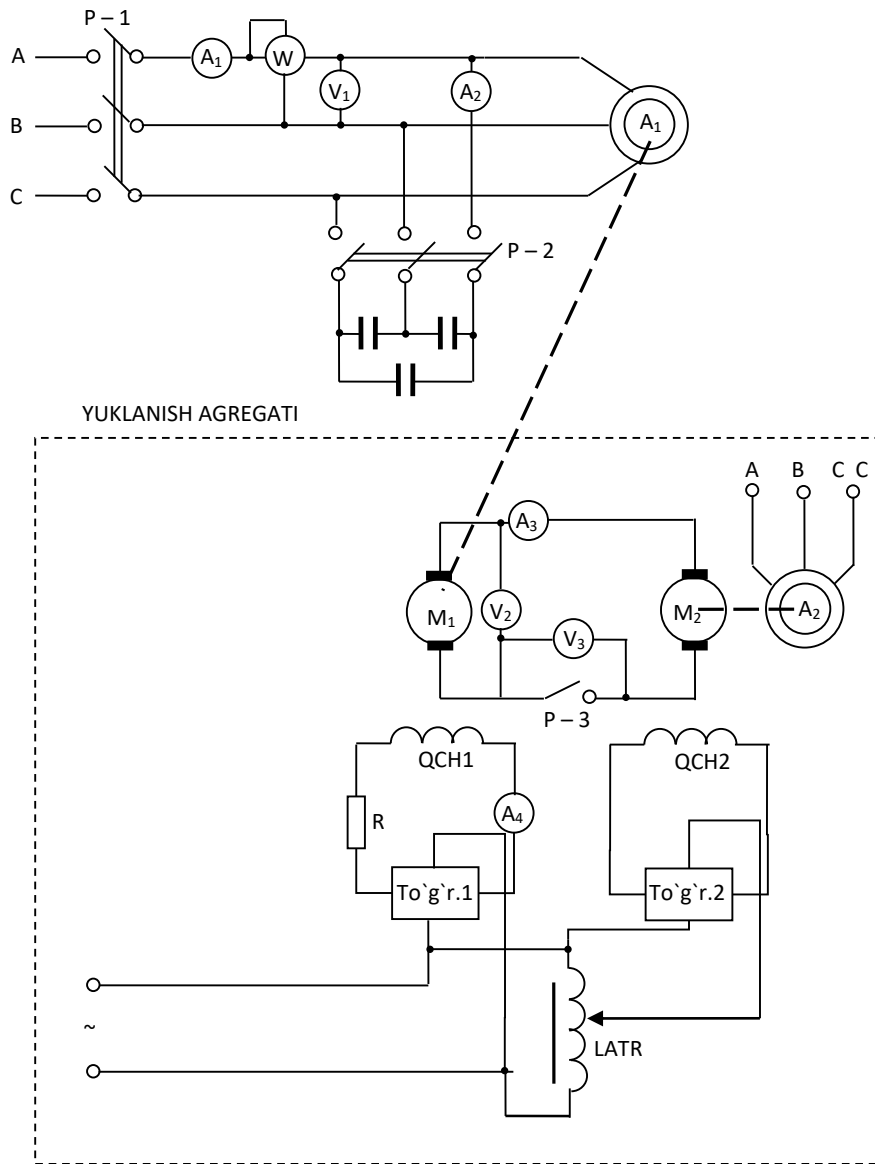 P – 1
A
A₁
W
V₁
A₂
B
A₁
C
P – 2
YUKLANISH AGREGATI
A B C C
A₃
M₁
V₂
V₃
M₂
A₂
P – 3
QCH1
QCH2
R
A₄
To`g`r.1
To`g`r.2
~
LATR